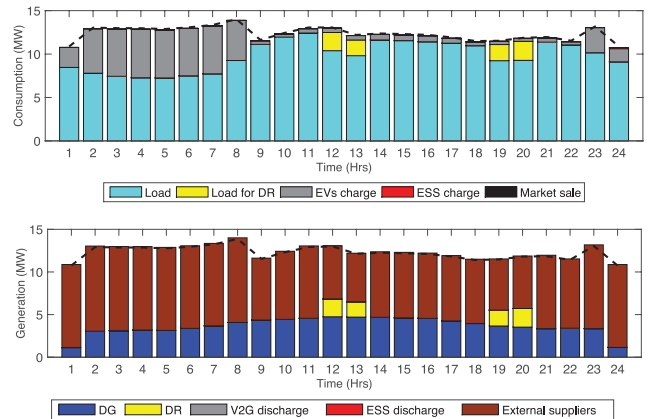 15
10
5
0
Consumption (MW)
1 2 3 4 5 6 7 8 9 10 11 12 13 14 15 16 17 18 19 20 21 22 23 24
Time (Hrs)
Load Load for DR EVs charge ESS charge Market sale
15
10
5
0
Generation (MW)
1 2 3 4 5 6 7 8 9 10 11 12 13 14 15 16 17 18 19 20 21 22 23 24
Time (Hrs)
DG DR V2G discharge ESS discharge External suppliers